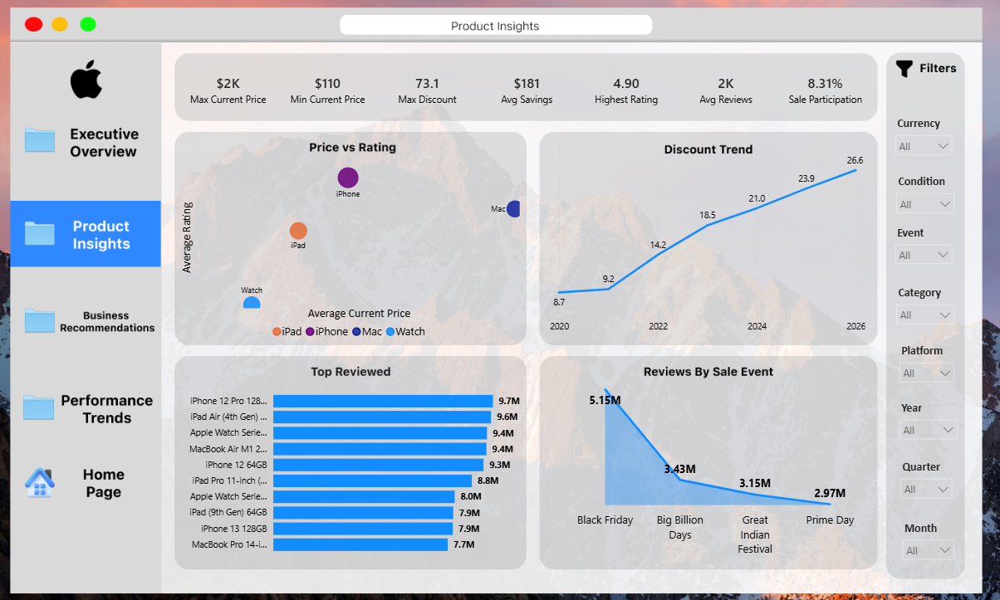 Product Insights
Executive
Overview
Product
Insights
Business
Recommendations
Performance
Trends
Home
Page
$2K
Max Current Price
$110
Min Current Price
73.1
Max Discount
$181
Avg Savings
4.90
Highest Rating
2K
Avg Reviews
8.31%
Sale Participation
Price vs Rating
Average Rating
iPhone
Mac
iPad
Watch
Average Current Price
iPad iPhone Mac Watch
Discount Trend
8.7
9.2
14.2
18.5
21.0
23.9
26.6
2020 2022 2024 2026
Top Reviewed
iPhone 12 Pro 128... 9.7M
iPad Air (4th Gen) ... 9.6M
Apple Watch Serie... 9.4M
MacBook Air M1 2... 9.4M
iPhone 12 64GB 9.3M
iPad Pro 11-inch (... 8.8M
Apple Watch Serie... 8.0M
iPad (9th Gen) 64GB 7.9M
iPhone 13 128GB 7.9M
MacBook Pro 14-i... 7.7M
Reviews By Sale Event
5.15M
3.43M
3.15M
2.97M
Black Friday
Big Billion
Days
Great
Indian
Festival
Prime Day
Filters
Currency
All
Condition
All
Event
All
Category
All
Platform
All
Year
All
Quarter
All
Month
All